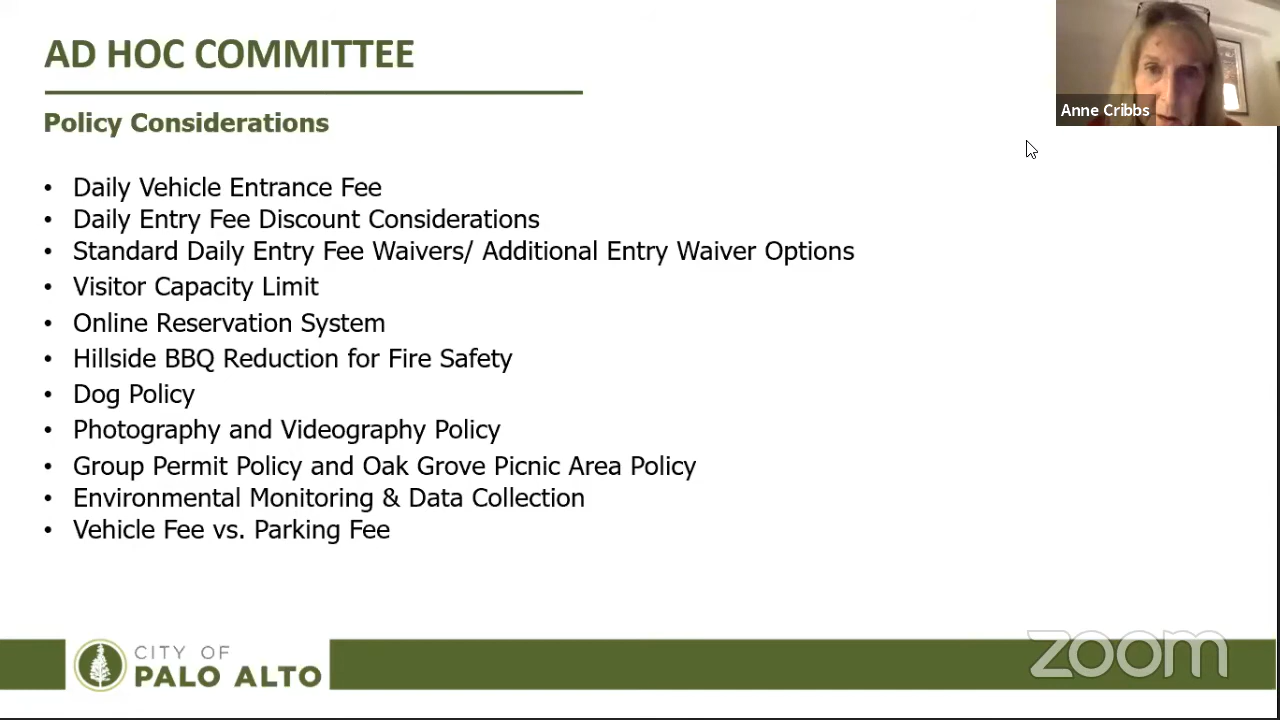 AD HOC COMMITTEE
Anne Cribbs
Policy Considerations
• Daily Vehicle Entrance Fee
• Daily Entry Fee Discount Considerations
• Standard Daily Entry Fee Waivers/ Additional Entry Waiver Options
• Visitor Capacity Limit
• Online Reservation System
• Hillside BBQ Reduction for Fire Safety
• Dog Policy
• Photography and Videography Policy
• Group Permit Policy and Oak Grove Picnic Area Policy
• Environmental Monitoring & Data Collection
• Vehicle Fee vs. Parking Fee
CITY OF
PALO ALTO
zoom